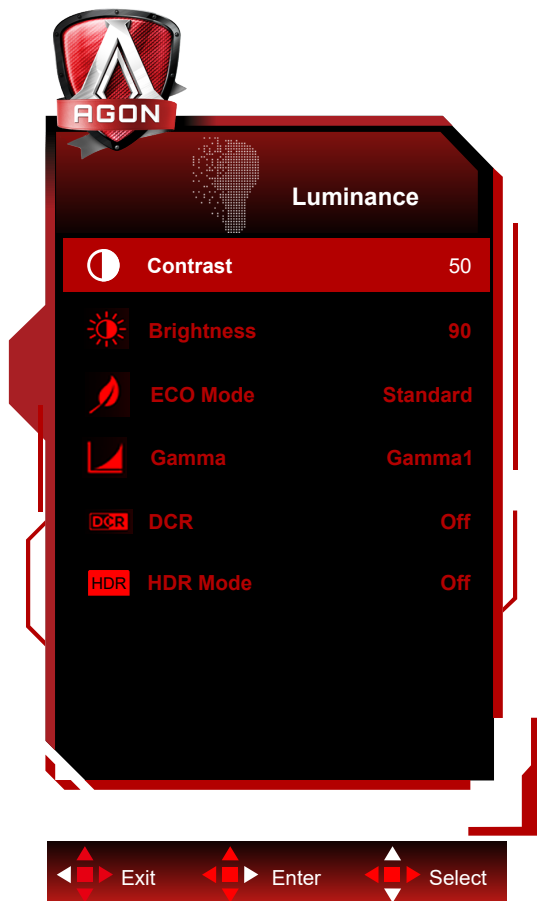 AGON
Luminance
Contrast 50
Brightness 90
ECO Mode Standard
Gamma Gamma1
DCR DCR Off
HDR HDR Mode Off
Exit Enter Select